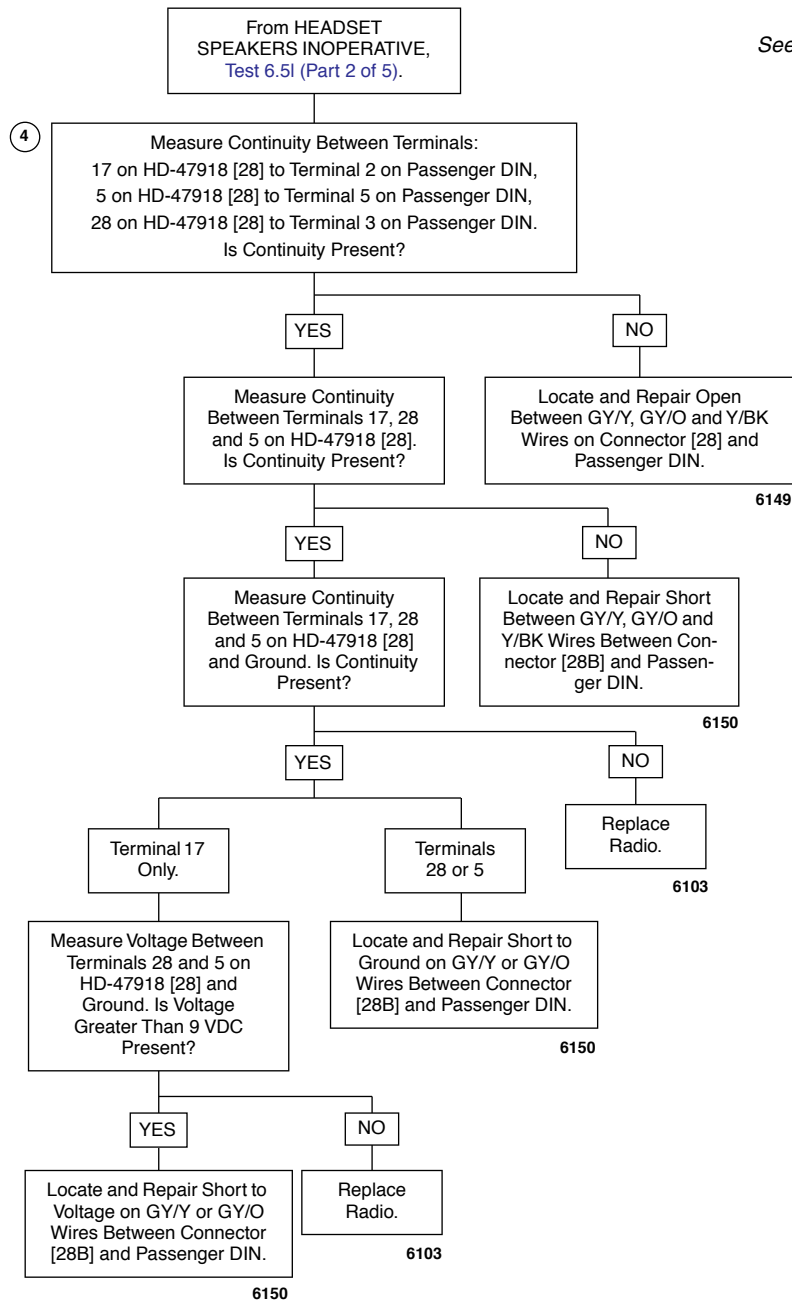 From HEADSET
SPEAKERS INOPERATIVE,
Test 6.5l (Part 2 of 5).
See
4
Measure Continuity Between Terminals:
17 on HD-47918 [28] to Terminal 2 on Passenger DIN,
5 on HD-47918 [28] to Terminal 5 on Passenger DIN,
28 on HD-47918 [28] to Terminal 3 on Passenger DIN.
Is Continuity Present?
YES
NO
Measure Continuity
Between Terminals 17, 28
and 5 on HD-47918 [28].
Is Continuity Present?
Locate and Repair Open
Between GY/Y, GY/O and Y/BK
Wires on Connector [28] and
Passenger DIN.
6149
YES
NO
Measure Continuity
Between Terminals 17, 28
and 5 on HD-47918 [28]
and Ground. Is Continuity
Present?
Locate and Repair Short
Between GY/Y, GY/O and
Y/BK Wires Between Con-
nector [28B] and Passen-
ger DIN.
6150
YES
NO
Terminal 17
Only.
Terminals
28 or 5
Replace
Radio.
6103
Measure Voltage Between
Terminals 28 and 5 on
HD-47918 [28] and
Ground. Is Voltage
Greater Than 9 VDC
Present?
Locate and Repair Short to
Ground on GY/Y or GY/O
Wires Between Connector
[28B] and Passenger DIN.
6150
YES
NO
Locate and Repair Short to
Voltage on GY/Y or GY/O
Wires Between Connector
[28B] and Passenger DIN.
6150
Replace
Radio.
6103